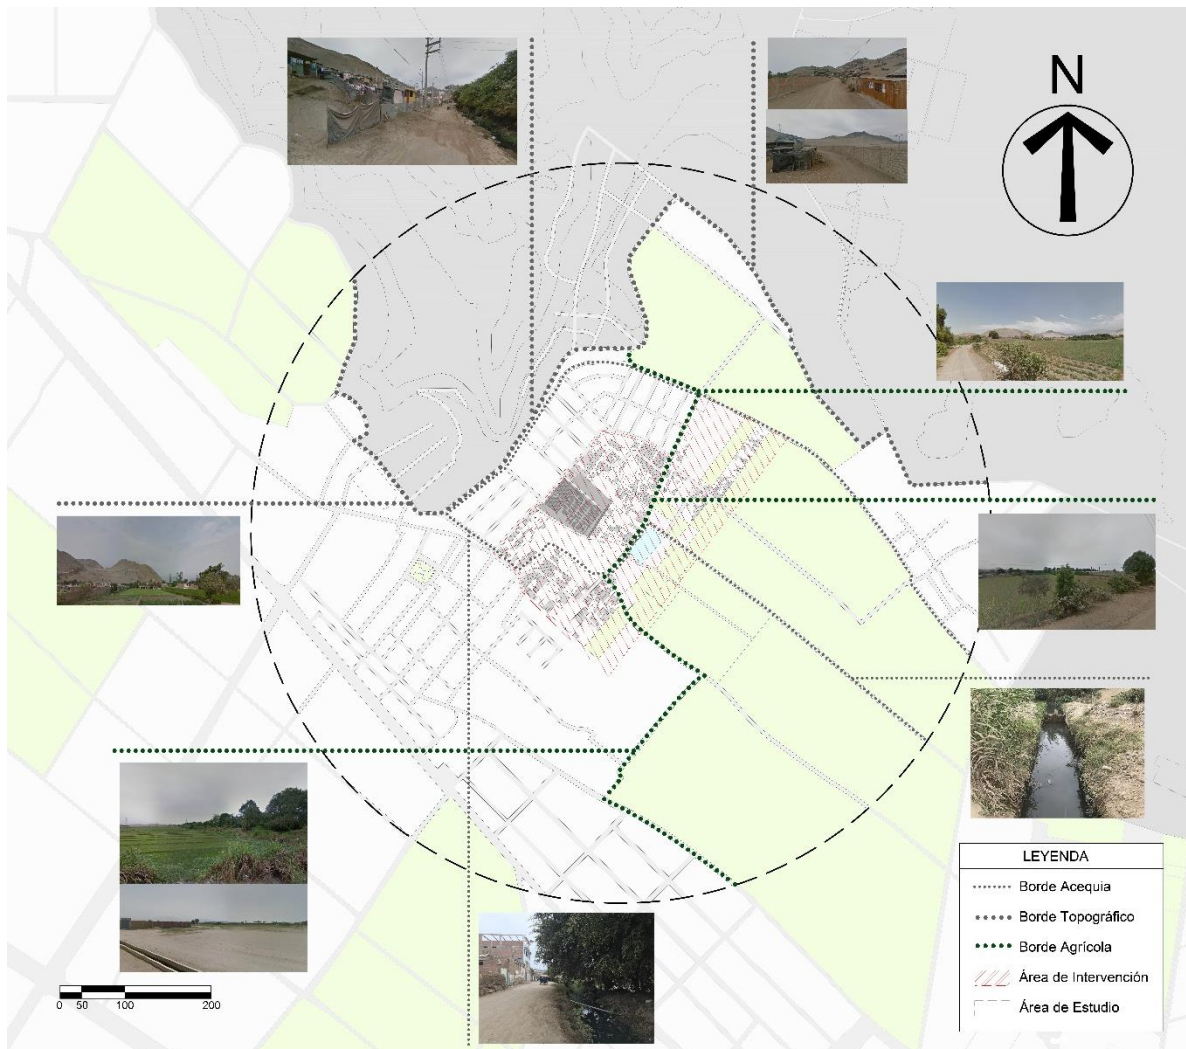 N
LEYENDA
Borde Acequia
Borde Topográfico
Borde Agrícola
Área de Intervención
Área de Estudio
0 50 100 200